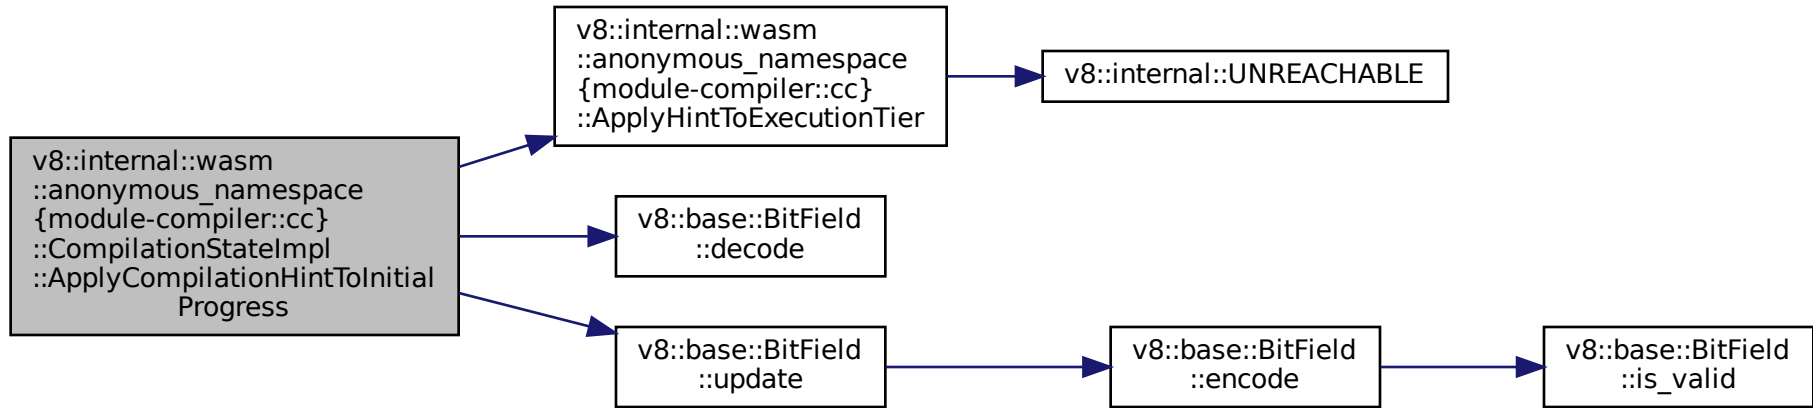 v8::internal::wasm
::anonymous_namespace
{module-compiler::cc}
::ApplyHintToExecutionTier
v8::internal::UNREACHABLE
v8::internal::wasm
::anonymous_namespace
{module-compiler::cc}
::CompilationStateImpl
::ApplyCompilationHintToInitial
Progress
v8::base::BitField
::decode
v8::base::BitField
::update
v8::base::BitField
::encode
v8::base::BitField
::is_valid